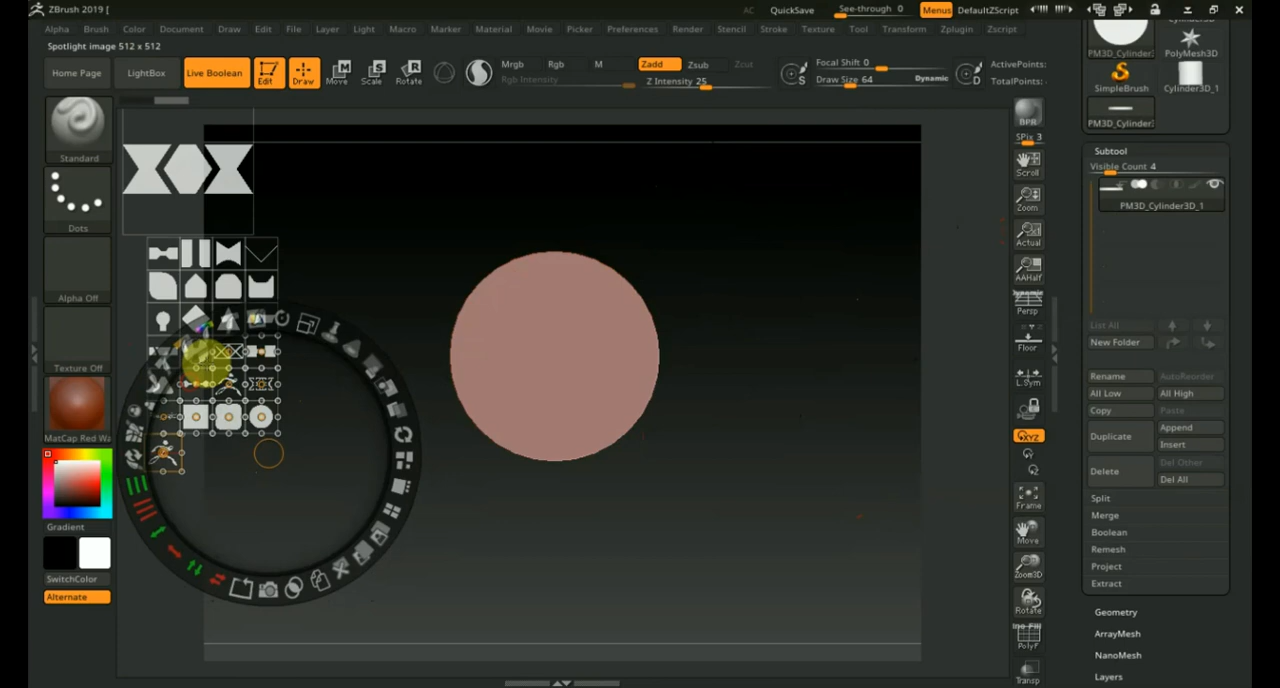 ZBrush 2019 [
AC QuickSave See-through 0 Menus DefaultZScript
Alpha Brush Color Document Draw Edit File Layer Light Macro Marker Material Movie Picker Preferences Render Stencil Stroke Texture Tool Transform Zplugin Zscript
Spotlight image 512 x 512
Home Page LightBox Live Boolean Edit Draw Move Scale Rotate
Mrgb Rgb M Zadd Zsub Zcut
Rgb Intensity Z Intensity 25
Focal Shift 0
Draw Size 64 Dynamic
ActivePoints:
TotalPoints:
Standard
Dots
Alpha Off
Texture Off
MatCap Red Wa
Gradient
SwitchColor
Alternate
BPR
SPix 3
Scroll
Zoom
Actual
AAHalf
Dynamic
Persp
Floor
L.Sym
XYZ
Frame
Move
Zoom3D
Rotate
Line Fill
PolyF
Transp
PM3D_Cylinder3 PolyMesh3D
SimpleBrush Cylinder3D_1
PM3D_Cylinder3
Subtool
Visible Count 4
PM3D_Cylinder3D_1
List All
New Folder
Rename AutoReorder
All Low All High
Copy Paste
Duplicate Append
Insert
Delete Del Other
Del All
Split
Merge
Boolean
Remesh
Project
Extract
Geometry
ArrayMesh
NanoMesh
Layers